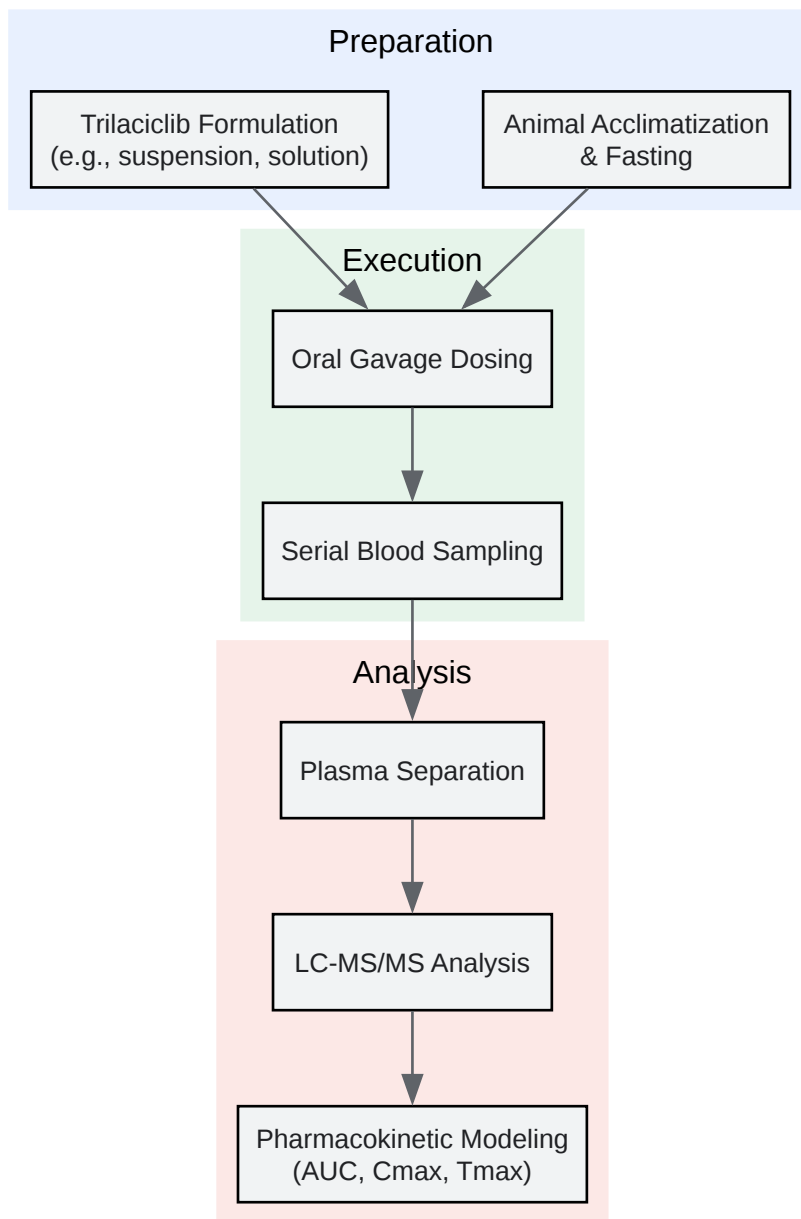 Preparation
Trilaciclib Formulation
(e.g., suspension, solution)
Animal Acclimatization
& Fasting
Execution
Oral Gavage Dosing
Serial Blood Sampling
Analysis
Plasma Separation
LC-MS/MS Analysis
Pharmacokinetic Modeling
(AUC, Cmax, Tmax)